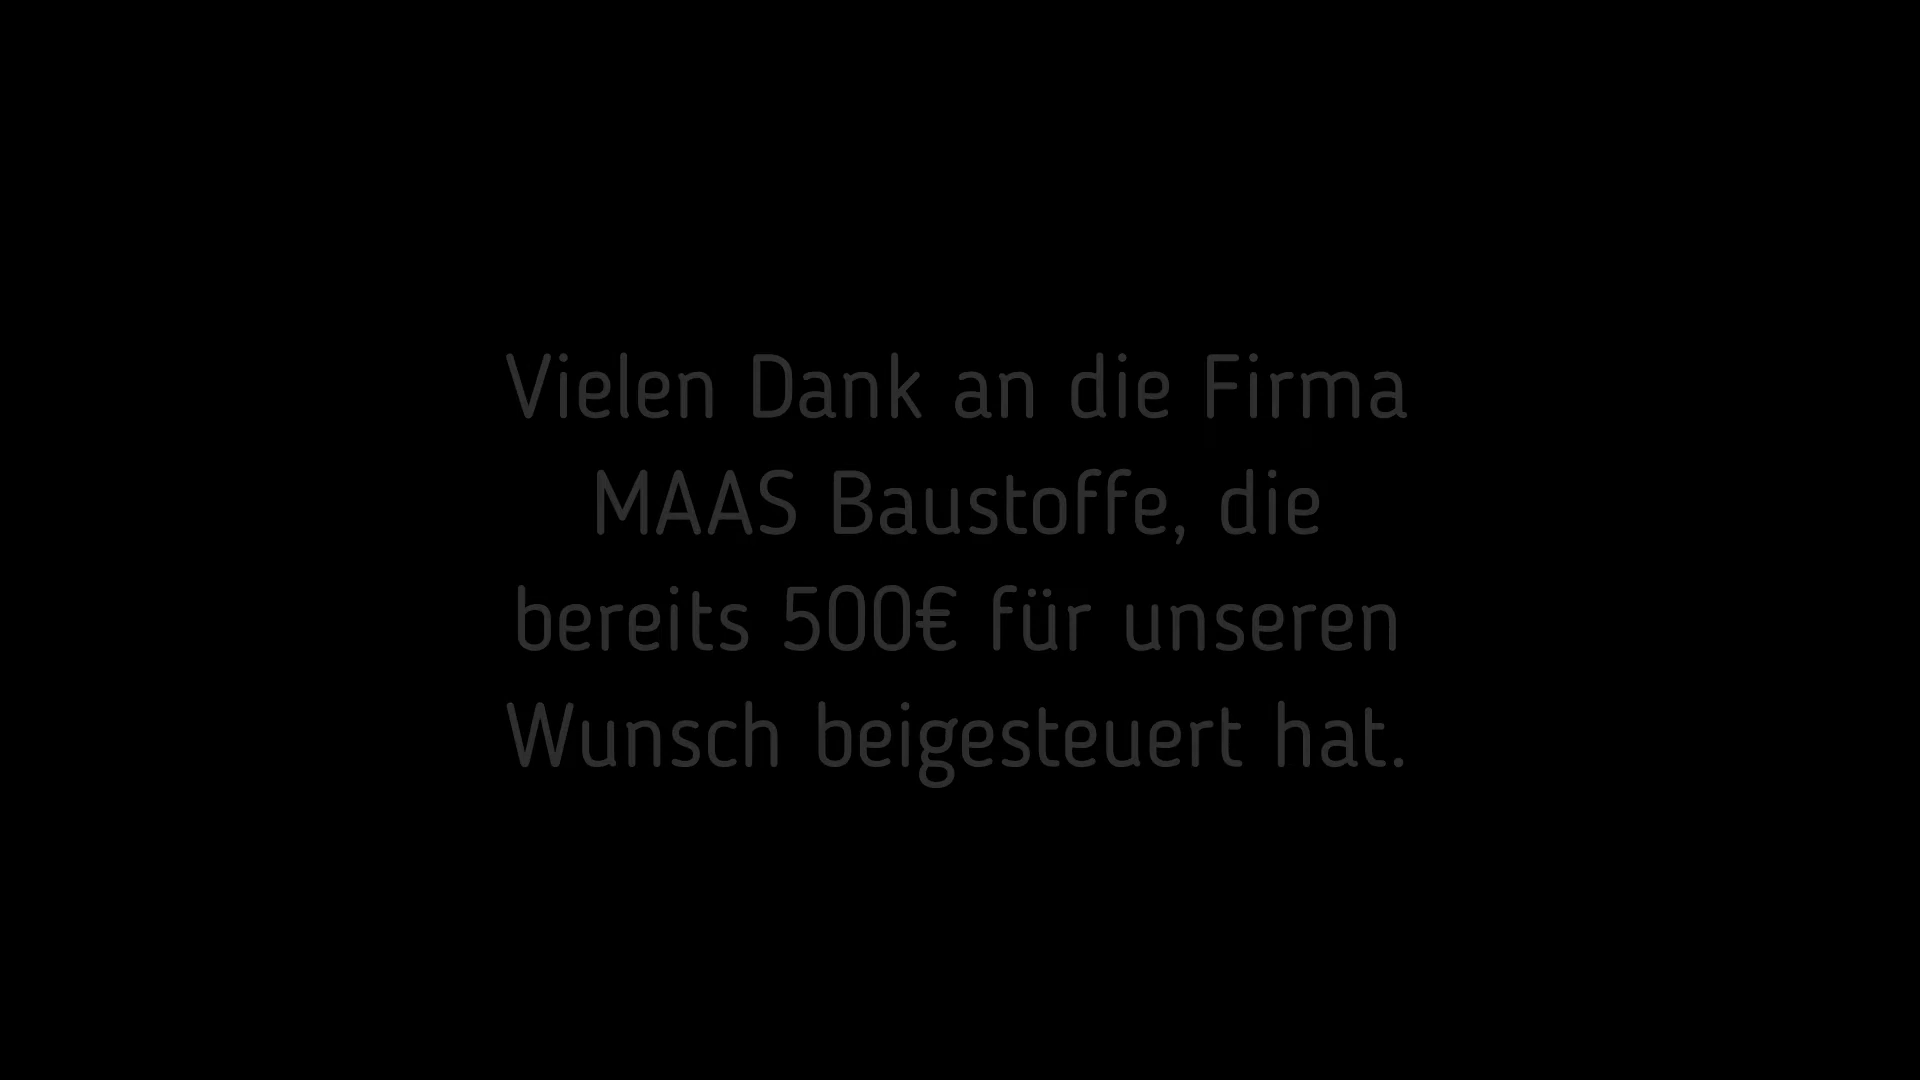 Vielen Dank an die Firma
MAAS Baustoffe, die
bereits 500€ für unseren
Wunsch beigesteuert hat.